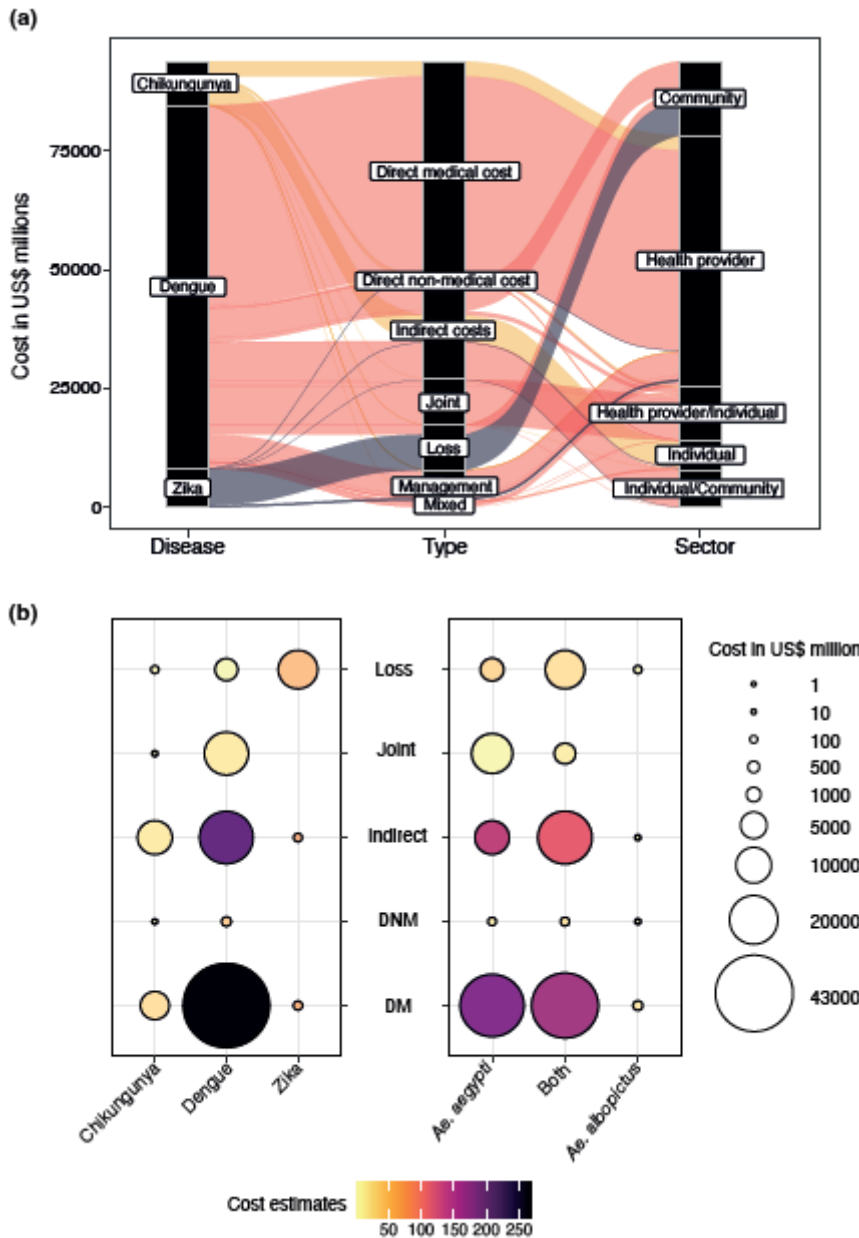 (a)
Cost in US$ millions
75000
50000
25000
0
Chikungunya
Dengue
Zika
Direct medical cost
Direct non-medical cost
Indirect costs
Joint
Loss
Management
Mixed
Community
Health provider
Health provider/Individual
Individual
Individual/Community
Disease
Type
Sector
(b)
Loss
Joint
Indirect
DNM
DM
Chikungunya
Dengue
Zika
Ae. aegypti
Both
Ae. albopictus
Cost in US$ million
1
10
100
500
1000
5000
10000
20000
43000
Cost estimates
50 100 150 200 250